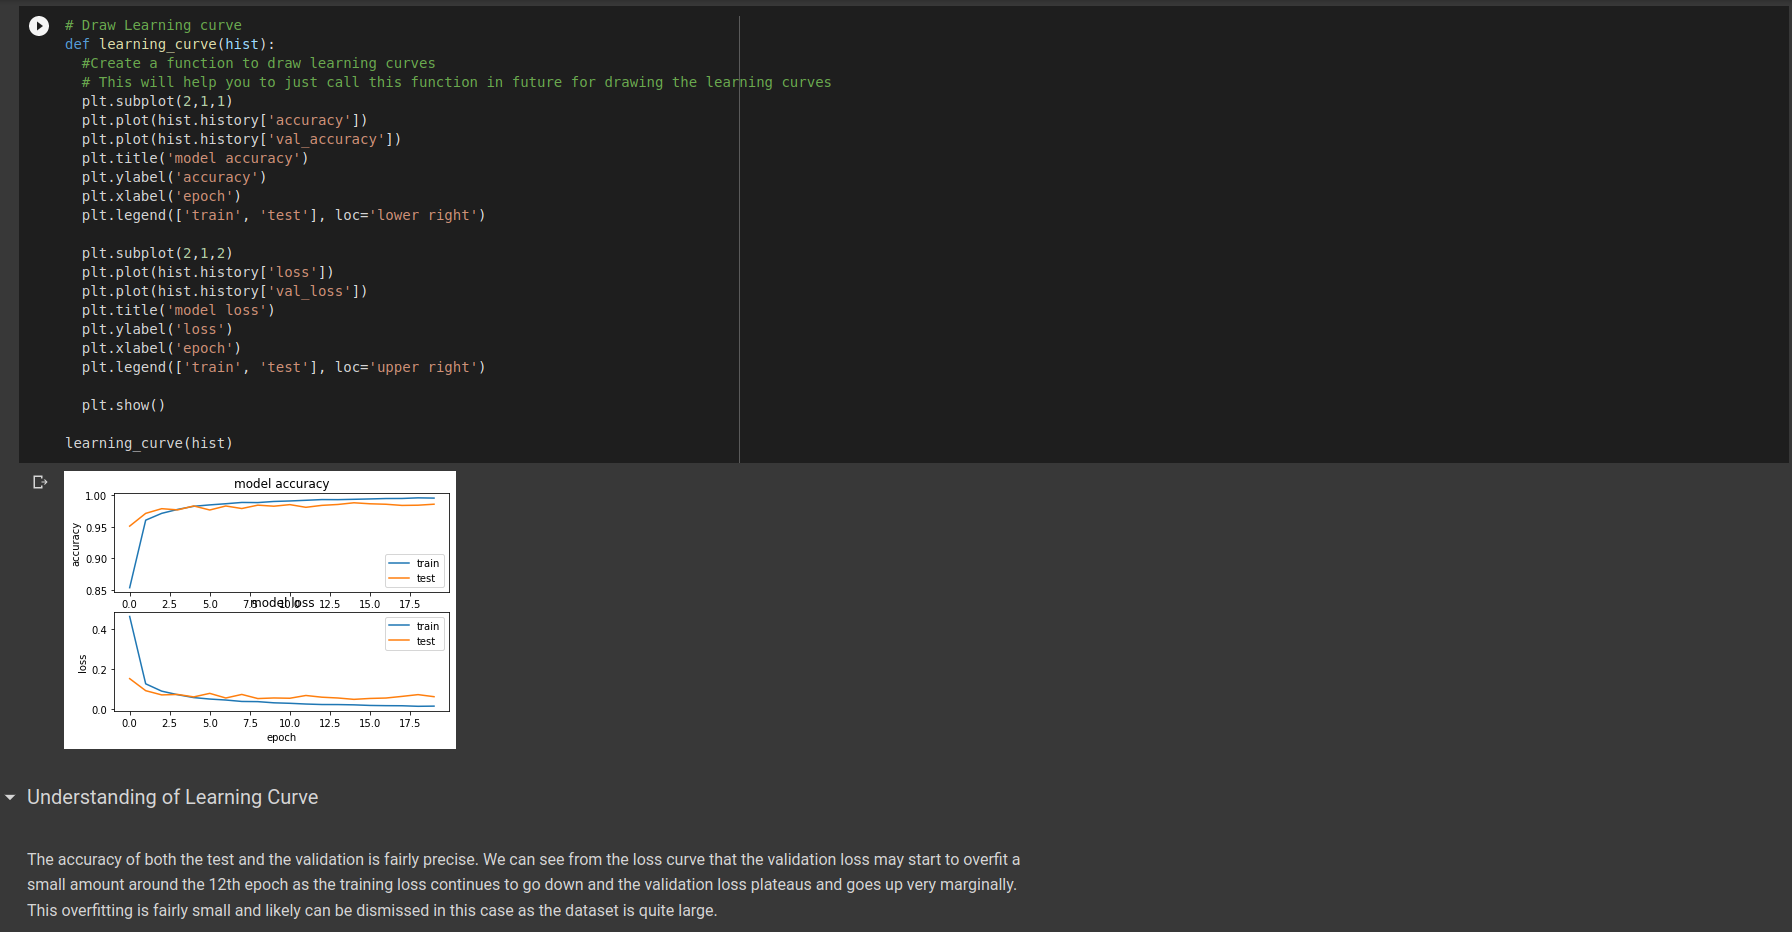 # Draw Learning curve
def learning_curve(hist):
  #Create a function to draw learning curves
  # This will help you to just call this function in future for drawing the learning curves
  plt.subplot(2,1,1)
  plt.plot(hist.history['accuracy'])
  plt.plot(hist.history['val_accuracy'])
  plt.title('model accuracy')
  plt.ylabel('accuracy')
  plt.xlabel('epoch')
  plt.legend(['train', 'test'], loc='lower right')
  plt.subplot(2,1,2)
  plt.plot(hist.history['loss'])
  plt.plot(hist.history['val_loss'])
  plt.title('model loss')
  plt.ylabel('loss')
  plt.xlabel('epoch')
  plt.legend(['train', 'test'], loc='upper right')
  plt.show()
learning_curve(hist)
model accuracy
accuracy
1.00
0.95
0.90
0.85
train
test
0.0 2.5 5.0 7.5 10.0 12.5 15.0 17.5
model loss
loss
0.4
0.2
0.0
train
test
0.0 2.5 5.0 7.5 10.0 12.5 15.0 17.5
epoch
Understanding of Learning Curve
The accuracy of both the test and the validation is fairly precise. We can see from the loss curve that the validation loss may start to overfit a
small amount around the 12th epoch as the training loss continues to go down and the validation loss plateaus and goes up very marginally.
This overfitting is fairly small and likely can be dismissed in this case as the dataset is quite large.